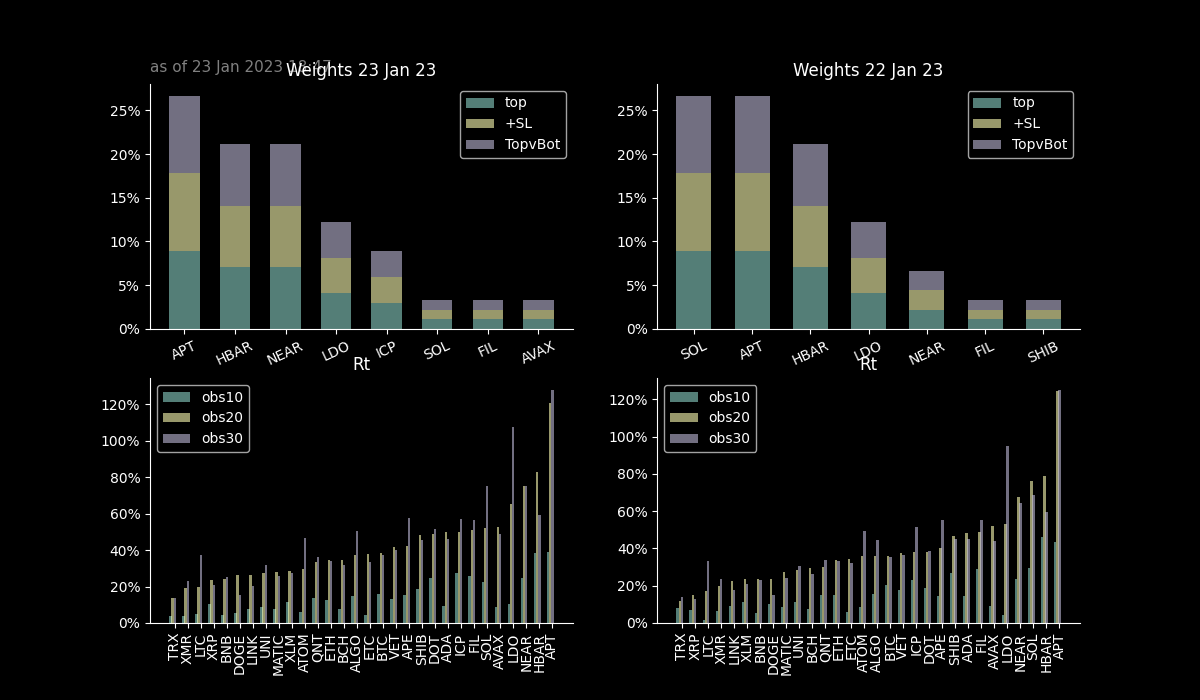 as of 23 Jan 2023
Weights 23 Jan 23
Weights 22 Jan 23
25%
20%
15%
10%
5%
0%
top
+SL
TopvBot
APT HBAR NEAR LDO ICP SOL FIL AVAX
25%
20%
15%
10%
5%
0%
top
+SL
TopvBot
SOL APT HBAR LDO NEAR FIL SHIB
Rt
120%
100%
80%
60%
40%
20%
0%
obs10
obs20
obs30
TRX XMR LTC XRP BNB DOGE LINK UNI MATIC XLM ATOM QNT ETH BCH ALGO ETC BTC VET APE SHIB DOT ADA ICP FIL SOL AVAX LDO NEAR HBAR APT
Rt
120%
100%
80%
60%
40%
20%
0%
obs10
obs20
obs30
TRX XRP LTC XMR LINK XLM BNB DOGE MATIC UNI BCH QNT ETH ETC ATOM ALGO BTC VET ICP DOT APE SHIB ADA FIL AVAX LDO NEAR SOL HBAR APT